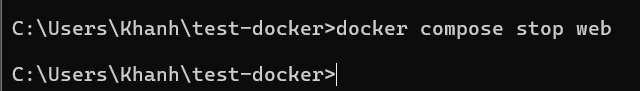 C:\Users\Khanh\test-docker>docker compose stop web
C:\Users\Khanh\test-docker>